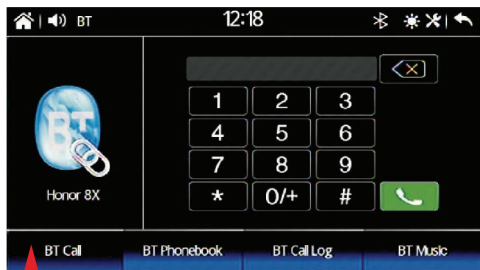 BT 12:18
1 2 3
4 5 6
BT
7 8 9
Honor 8X
* 0/+ #
BT Call BT Phonebook BT Call Log BT Music